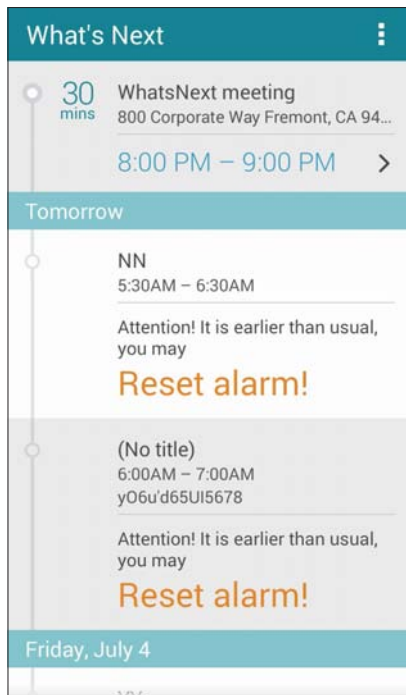 What's Next
30
mins
WhatsNext meeting
800 Corporate Way Fremont, CA 94...
8:00 PM – 9:00 PM
Tomorrow
NN
5:30AM – 6:30AM
Attention! It is earlier than usual,
you may
Reset alarm!
(No title)
6:00AM – 7:00AM
yO6u'd65UI5678
Attention! It is earlier than usual,
you may
Reset alarm!
Friday, July 4